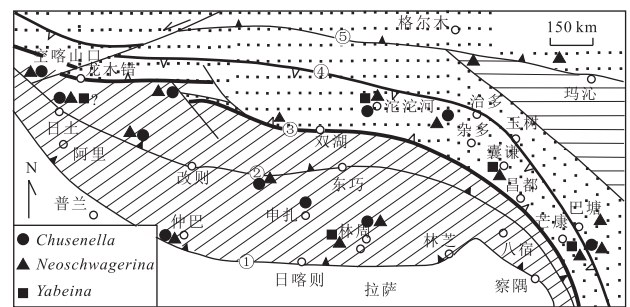 格尔木
150 km
⑤
空喀山口
龙木错
④
玛沁
?
沱沱河
治多
日土
③
双湖
杂多
玉树
阿里
囊谦
N
改则
②
东巧
昌都
普兰
申扎
巴塘
仲巴
林周
芒康
Chusenella
林芝
八宿
Neoschwagerina
①
日喀则
察隅
Yabeina
拉萨